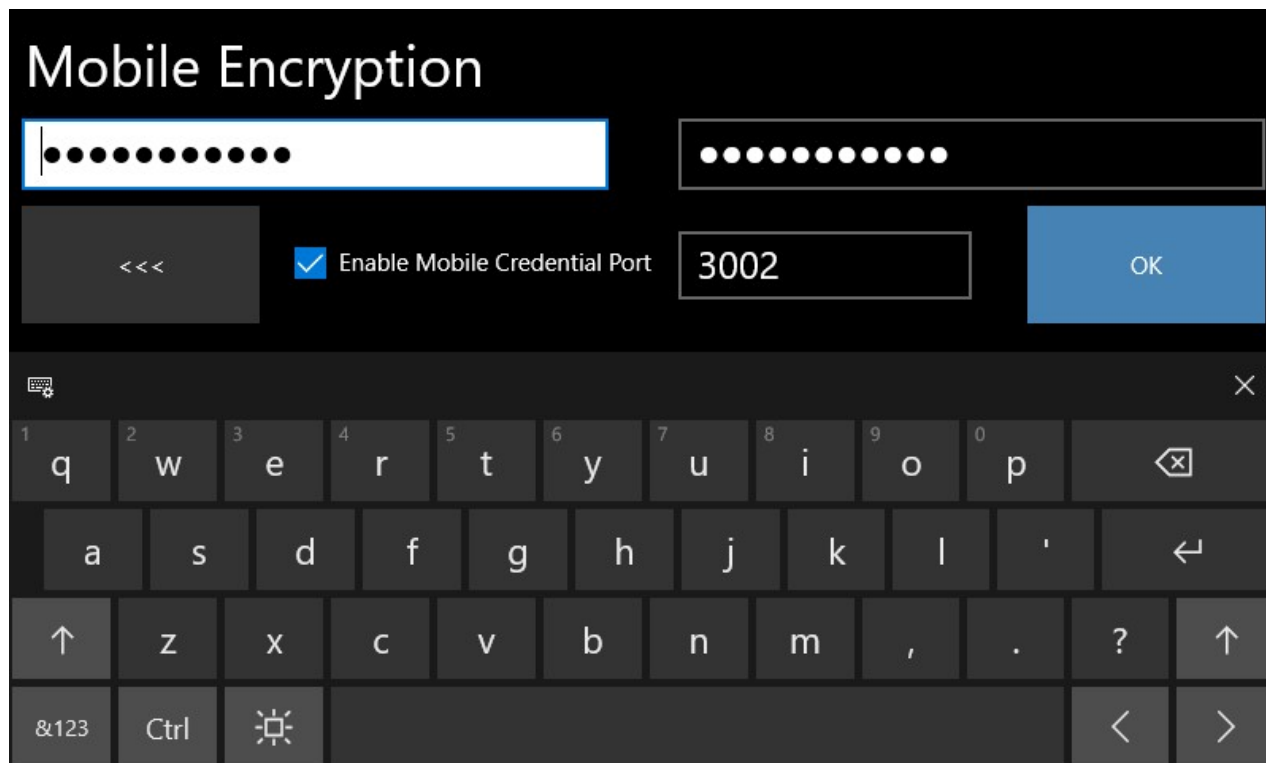 Mobile Encryption
●●●●●●●●●●● ●●●●●●●●●●●
<<< Enable Mobile Credential Port 3002 OK
1 2 3 4 5 6 7 8 9 0
q w e r t y u i o p
a s d f g h j k l '
z x c v b n m , . ?
&123 Ctrl < >